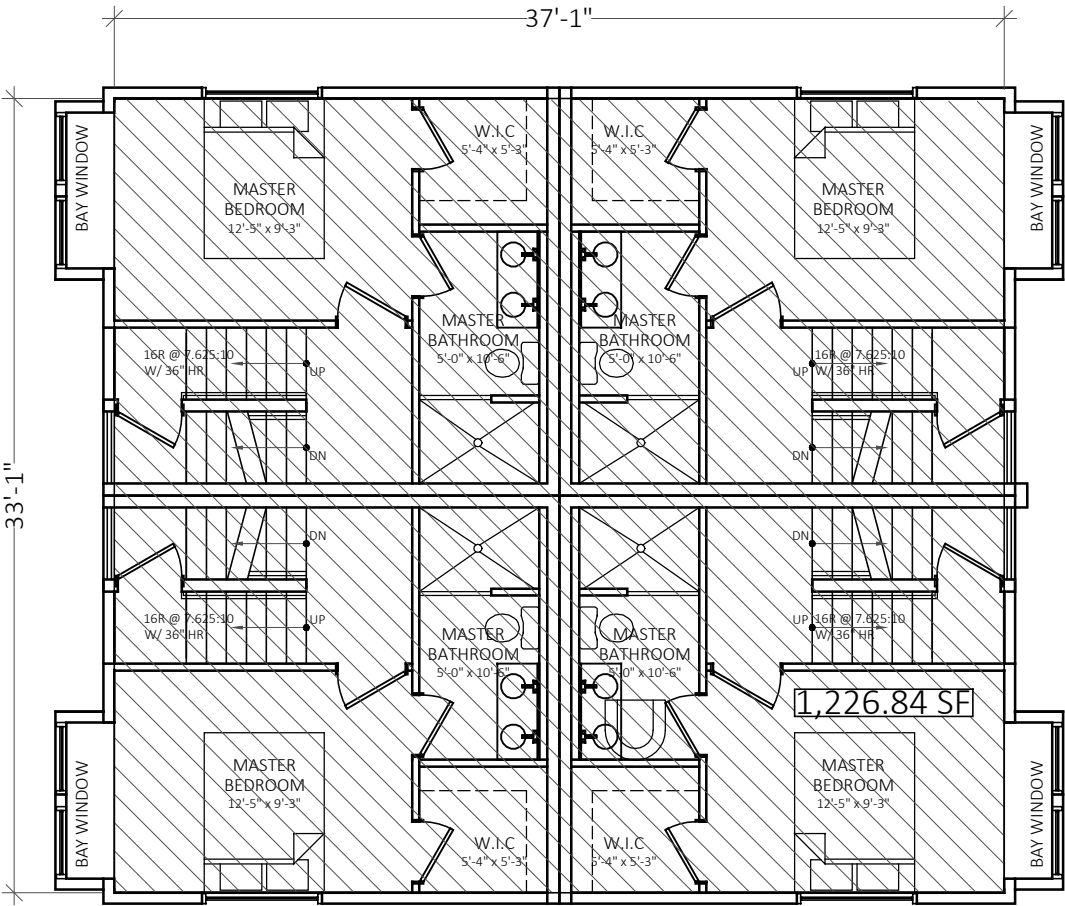 37'-1"
33'-1"
BAY WINDOW
MASTER
BEDROOM
12'-5" x 9'-3"
W.I.C
5'-4" x 5'-3"
W.I.C
5'-4" x 5'-3"
MASTER
BEDROOM
12'-5" x 9'-3"
BAY WINDOW
16R @ 7.625:10
W/ 36" HR
UP
DN
MASTER
BATHROOM
5'-0" x 10'-6"
MASTER
BATHROOM
5'-0" x 10'-6"
UP
16R @ 7.625:10
W/ 36" HR
DN
DN
16R @ 7.625:10
W/ 36" HR
UP
MASTER
BATHROOM
5'-0" x 10'-6"
MASTER
BATHROOM
5'-0" x 10'-6"
DN
UP
16R @ 7.625:10
W/ 36" HR
1,226.84 SF
BAY WINDOW
MASTER
BEDROOM
12'-5" x 9'-3"
W.I.C
5'-4" x 5'-3"
W.I.C
5'-4" x 5'-3"
MASTER
BEDROOM
12'-5" x 9'-3"
BAY WINDOW